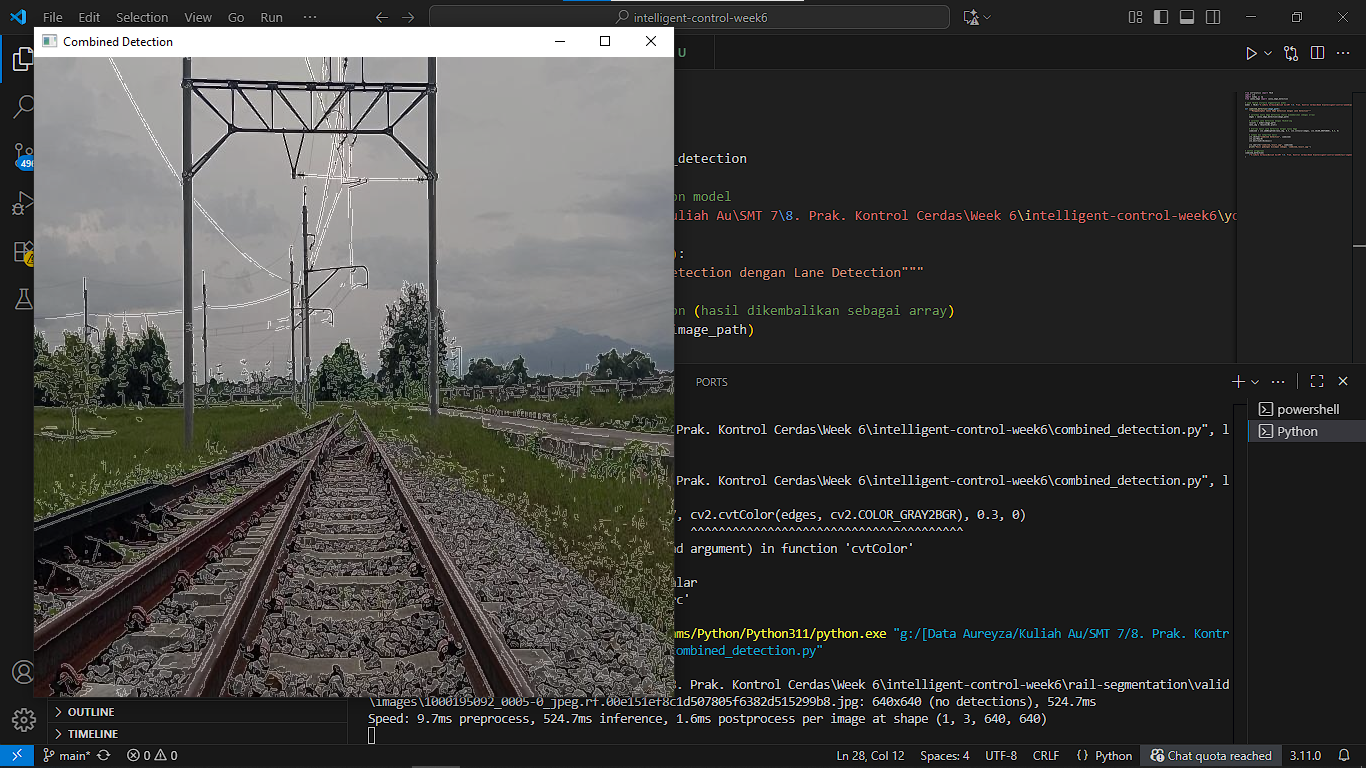 File Edit Selection View Go Run ···
intelligent-control-week6
Combined Detection
U
_detection
on model
uliah Au\SMT 7\8. Prak. Kontrol Cerdas\Week 6\intelligent-control-week6\yo
):
etection dengan Lane Detection"""
on (hasil dikembalikan sebagai array)
image_path)
PORTS
powershell
Python
Prak. Kontrol Cerdas\Week 6\intelligent-control-week6\combined_detection.py", l
Prak. Kontrol Cerdas\Week 6\intelligent-control-week6\combined_detection.py", l
, cv2.cvtColor(edges, cv2.COLOR_GRAY2BGR), 0.3, 0)
^^^^^^^^^^^^^^^^^^^^^^^^^^^^^^^^^^^^^^^
d argument) in function 'cvtColor'
lar
c'
ms/Python/Python311/python.exe "g:/[Data Aureyza/Kuliah Au/SMT 7/8. Prak. Kontr
combined_detection.py"
. Prak. Kontrol Cerdas\Week 6\intelligent-control-week6\rail-segmentation\valid
\images\1000195092_0005-0_jpeg.rf.00e151ef8c1d507805f6382d515299b8.jpg: 640x640 (no detections), 524.7ms
Speed: 9.7ms preprocess, 524.7ms inference, 1.6ms postprocess per image at shape (1, 3, 640, 640)
OUTLINE
TIMELINE
main* 0 0 Ln 28, Col 12 Spaces: 4 UTF-8 CRLF {} Python Chat quota reached 3.11.0